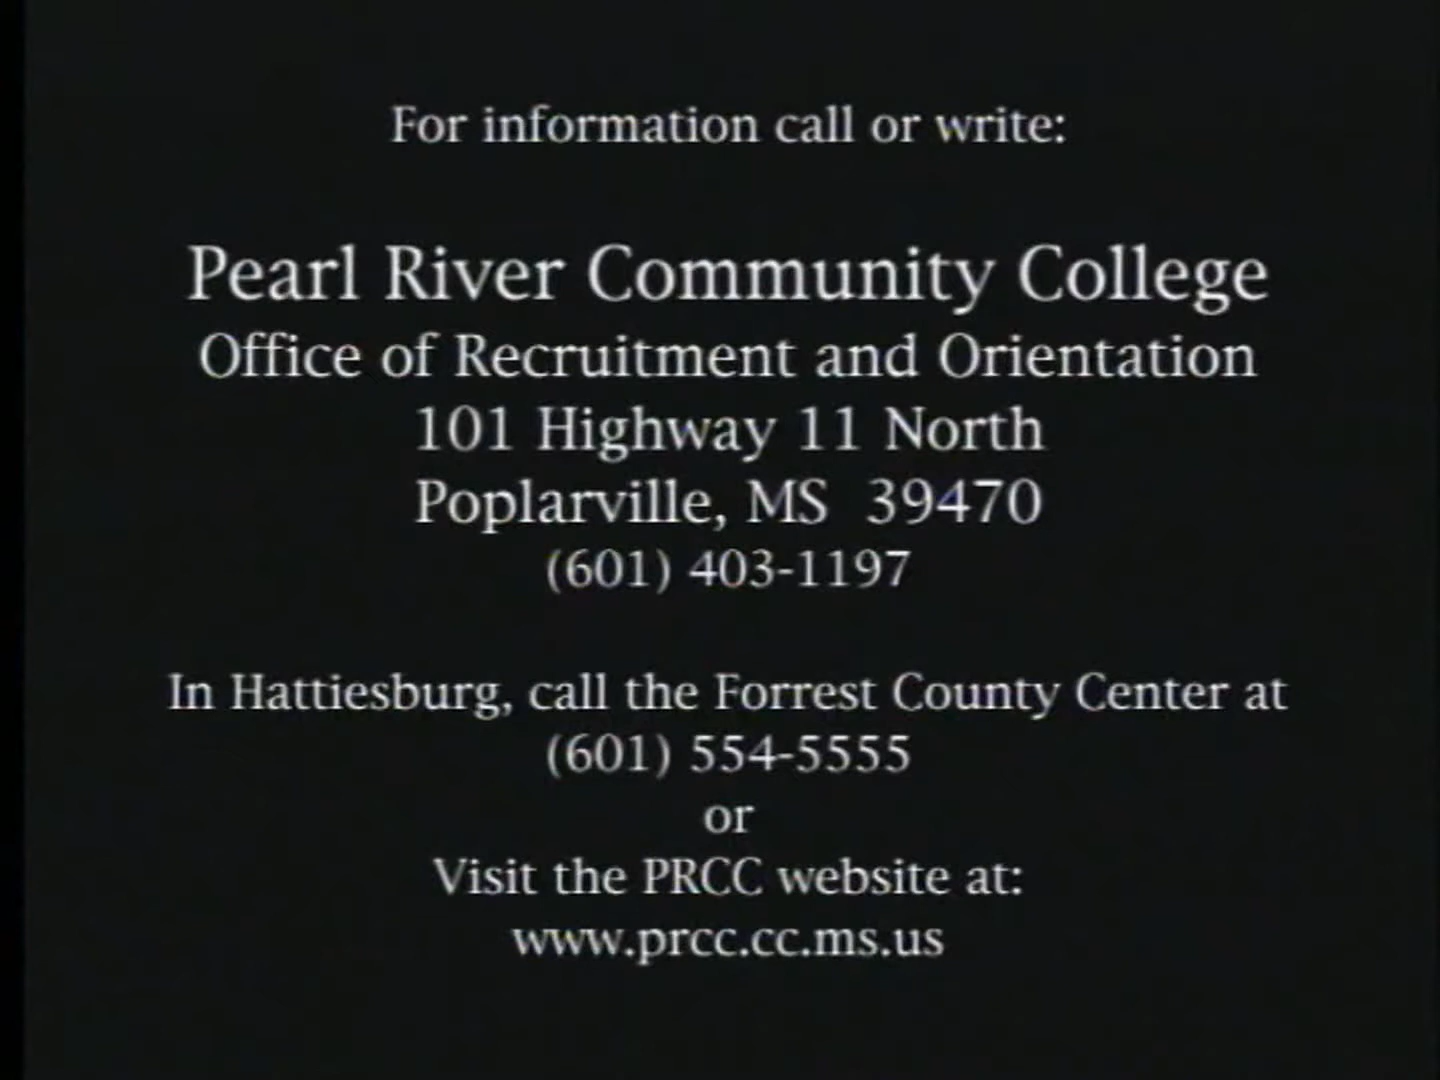 For information call or write:
Pearl River Community College
Office of Recruitment and Orientation
101 Highway 11 North
Poplarville, MS 39470
(601) 403-1197
In Hattiesburg, call the Forrest County Center at
(601) 554-5555
or
Visit the PRCC website at:
www.prcc.cc.ms.us